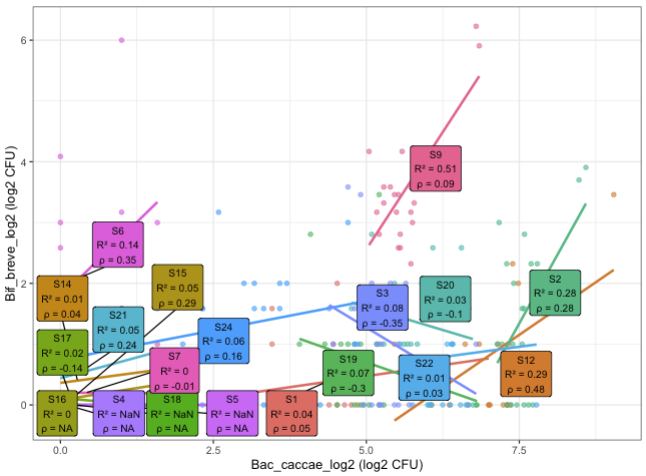 6
4
2
0
Bif_breve_log2 (log2 CFU)
S9
R² = 0.51
ρ = 0.09
S6
R² = 0.14
ρ = 0.35
S14
R² = 0.01
ρ = 0.04
S15
R² = 0.05
ρ = 0.29
S21
R² = 0.05
ρ = 0.24
S3
R² = 0.08
ρ = -0.35
S20
R² = 0.03
ρ = -0.1
S2
R² = 0.28
ρ = 0.28
S17
R² = 0.02
ρ = -0.14
S24
R² = 0.06
ρ = 0.16
S7
R² = 0
ρ = -0.01
S19
R² = 0.07
ρ = -0.3
S22
R² = 0.01
ρ = 0.03
S12
R² = 0.29
ρ = 0.48
S16
R² = 0
ρ = NA
S4
R² = NaN
ρ = NA
S18
R² = NaN
ρ = NA
S5
R² = NaN
ρ = NA
S1
R² = 0.04
ρ = 0.05
0.0
2.5
5.0
7.5
Bac_caccae_log2 (log2 CFU)